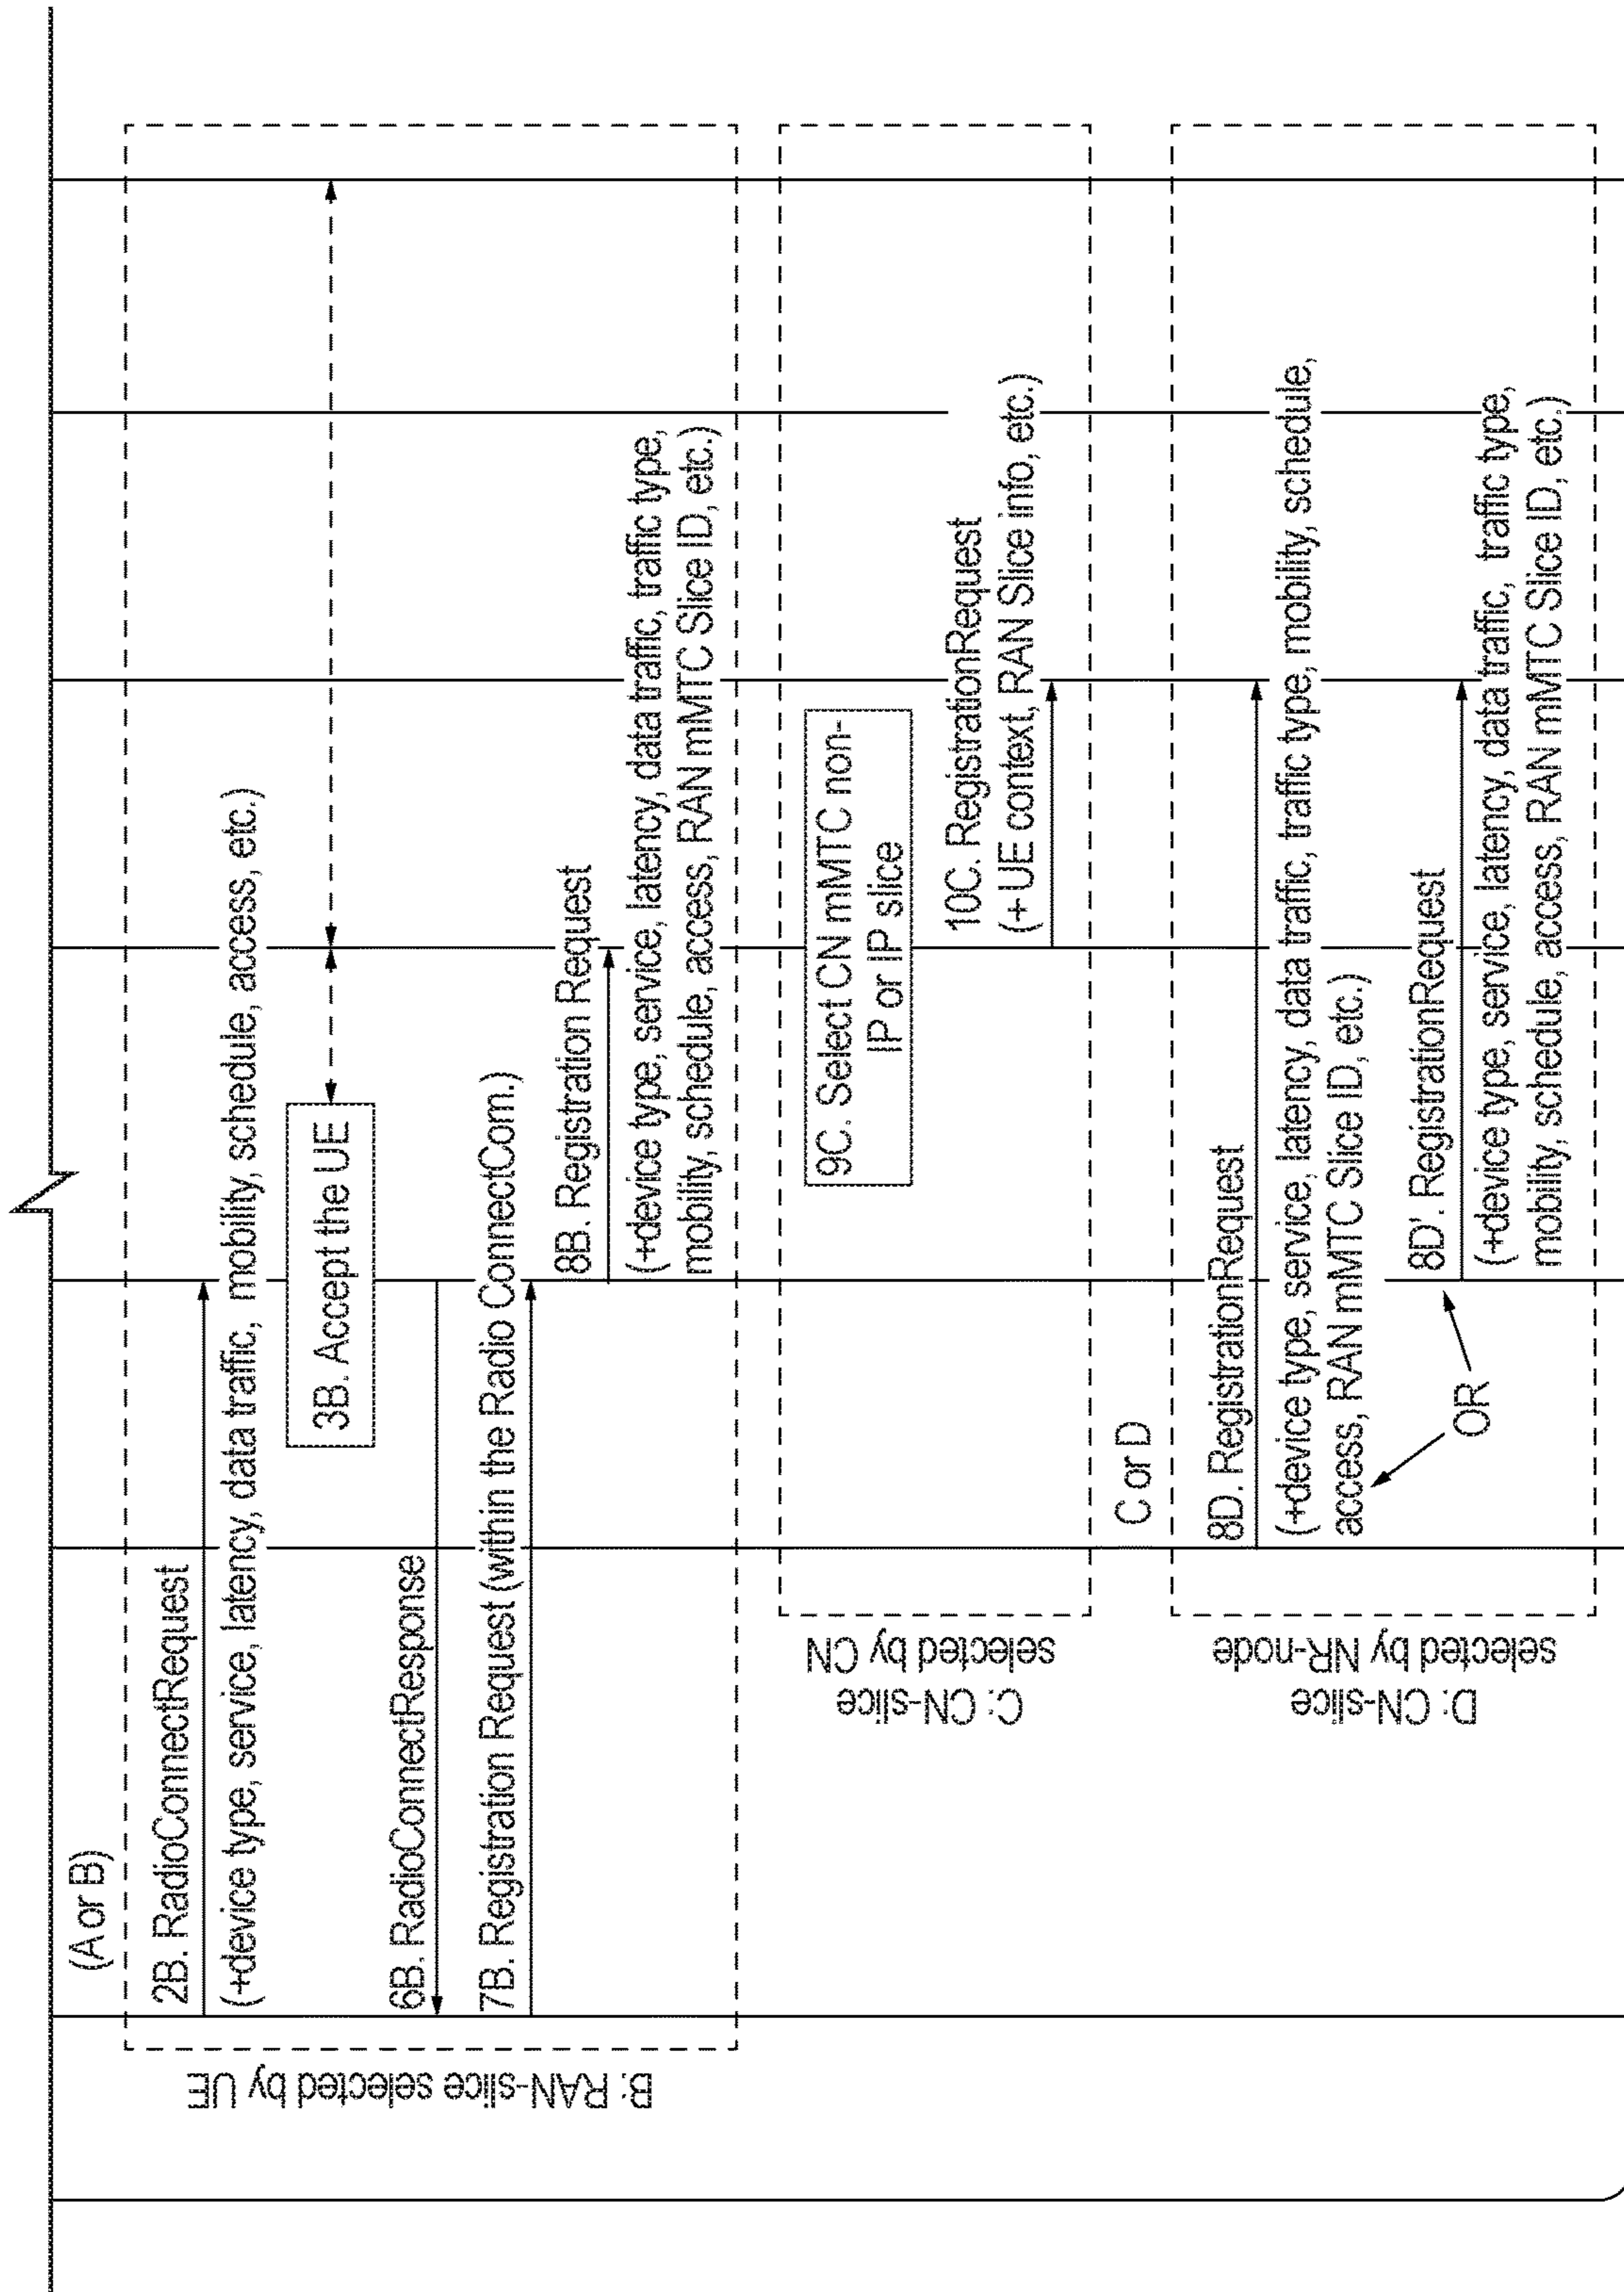 (A or B)
2B. RadioConnectRequest
(+device type, service, latency, data traffic, mobility, schedule, access, etc.)
3B. Accept the UE
6B. RadioConnectResponse
7B. Registration Request (within the Radio ConnectCom.)
8B. Registration Request
(+device type, service, latency, data traffic, traffic type,
mobility, schedule, access, RAN mMTC Slice ID, etc.)
B: RAN-slice selected by UE
9C. Select CN mMTC non-
IP or IP slice
10C. RegistrationRequest
(+ UE context, RAN Slice info, etc.)
C: CN-slice
selected by CN
C or D
8D. RegistrationRequest
(+device type, service, latency, data traffic, traffic type, mobility, schedule,
access, RAN mMTC Slice ID, etc.)
OR
8D'. RegistrationRequest
(+device type, service, latency, data traffic, traffic type,
mobility, schedule, access, RAN mMTC Slice ID, etc.)
D: CN-slice
selected by NR-node